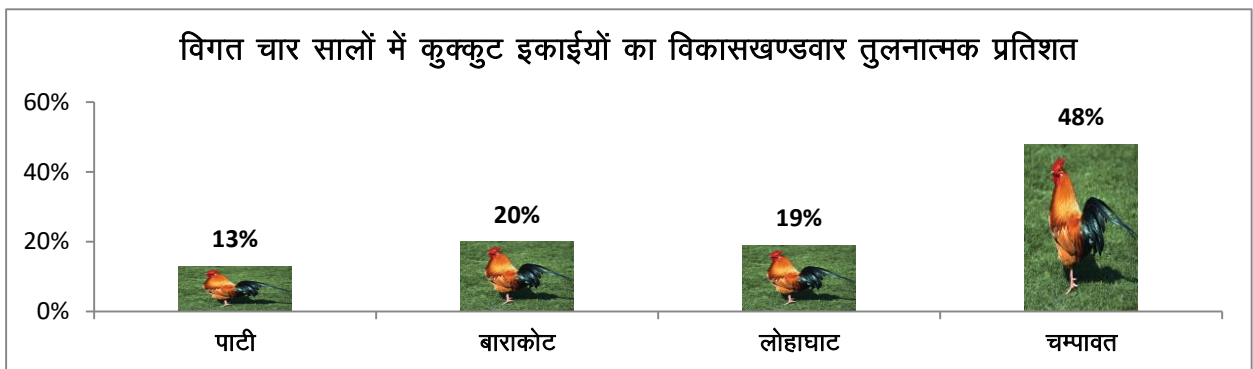 विगत चार सालों में कुक्कुट इकाईयों का विकासखण्डवार तुलनात्मक प्रतिशत
60%
40%
20%
0%
13%
20%
19%
48%
पाटी
बाराकोट
लोहाघाट
चम्पावत